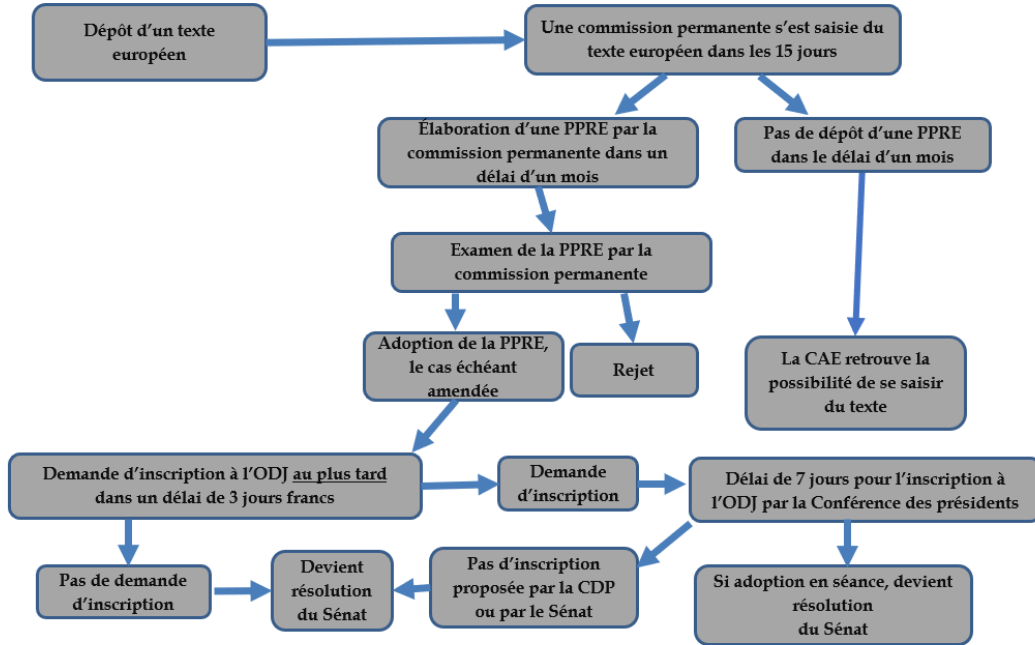 Dépôt d’un texte
européen
Une commission permanente s’est saisie du
texte européen dans les 15 jours
Élaboration d’une PPRE par la
commission permanente dans un
délai d’un mois
Pas de dépôt d’une PPRE
dans le délai d’un mois
Examen de la PPRE par la
commission permanente
Adoption de la PPRE,
le cas échéant
amendée
Rejet
La CAE retrouve la
possibilité de se saisir
du texte
Demande d’inscription à l’ODJ au plus tard
dans un délai de 3 jours francs
Demande
d’inscription
Délai de 7 jours pour l’inscription à
l’ODJ par la Conférence des présidents
Pas de demande
d’inscription
Devient
résolution
du Sénat
Pas d’inscription
proposée par la CDP
ou par le Sénat
Si adoption en séance, devient
résolution
du Sénat